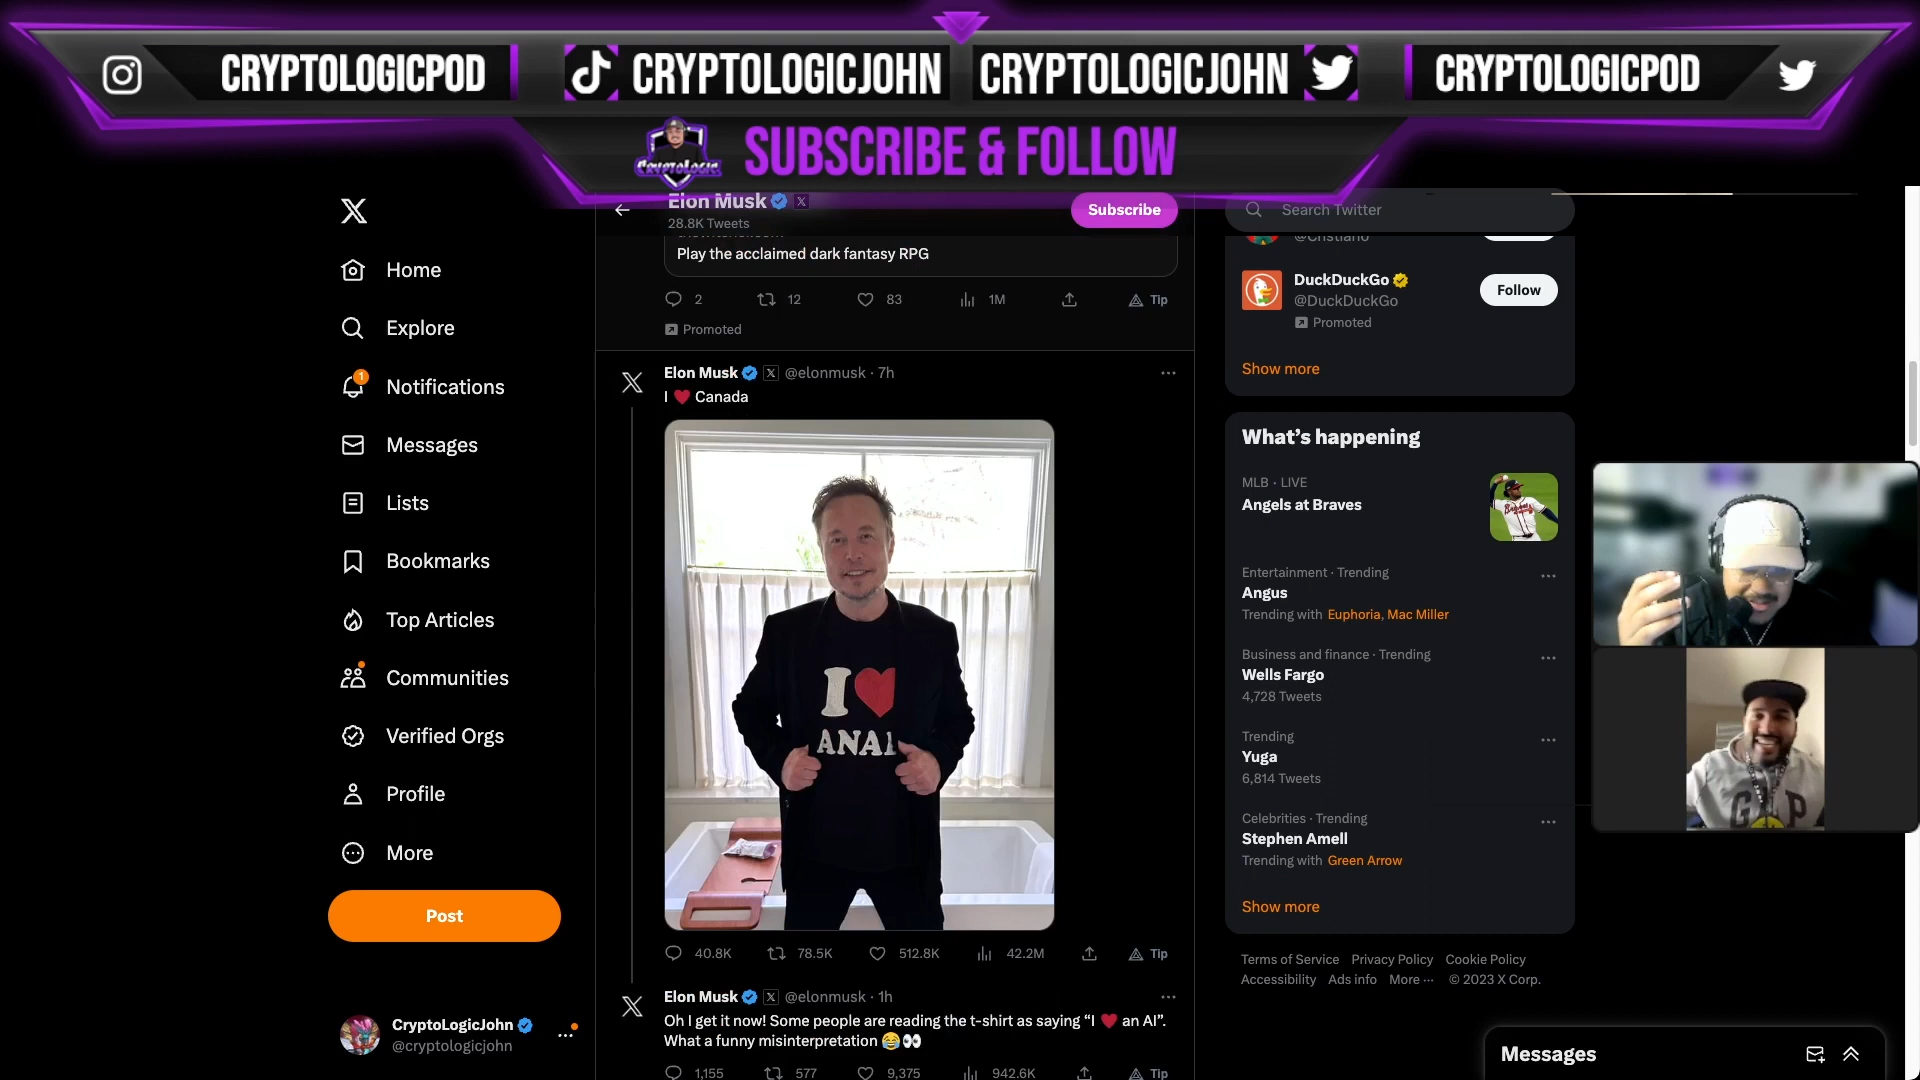 CRYPTOLOGICPOD
CRYPTOLOGICJOHN
CRYPTOLOGICJOHN
CRYPTOLOGICPOD
CRYPTOLOGIC
SUBSCRIBE & FOLLOW
Home
Explore
1
Notifications
Messages
Lists
Bookmarks
Top Articles
Communities
Verified Orgs
Profile
More
Post
CryptoLogicJohn
@cryptologicjohn
Elon Musk
28.8K Tweets
Subscribe
Play the acclaimed dark fantasy RPG
2 12 83 1M Tip
Promoted
Elon Musk @elonmusk · 7h
I ❤️ Canada
I ❤️
ANAI
40.8K 78.5K 512.8K 42.2M Tip
Elon Musk @elonmusk · 1h
Oh I get it now! Some people are reading the t-shirt as saying “I ❤️ an AI”.
What a funny misinterpretation 😂👀
1,155 577 9,375 942.6K Tip
Search Twitter
@Cristiano
DuckDuckGo
@DuckDuckGo
Follow
Promoted
Show more
What’s happening
MLB · LIVE
Angels at Braves
Braves
Entertainment · Trending
Angus
Trending with Euphoria, Mac Miller
Business and finance · Trending
Wells Fargo
4,728 Tweets
Trending
Yuga
6,814 Tweets
Celebrities · Trending
Stephen Amell
Trending with Green Arrow
Show more
Terms of Service Privacy Policy Cookie Policy
Accessibility Ads info More ··· © 2023 X Corp.
GAP
Messages